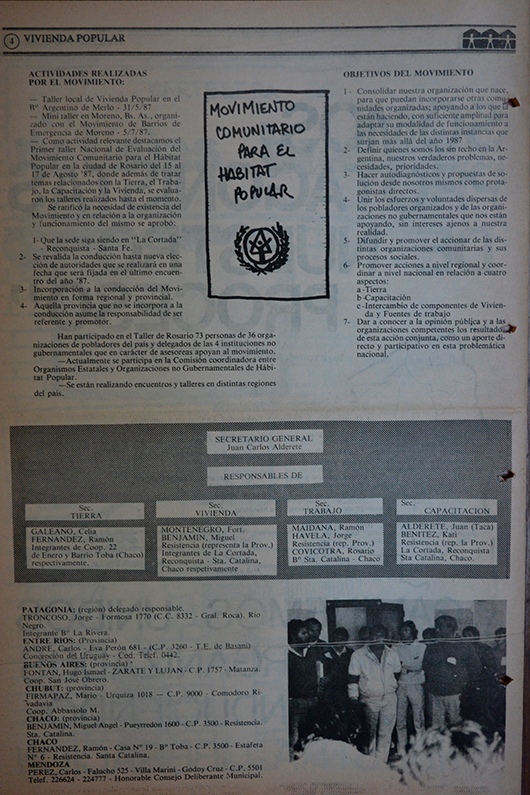 4 VIVIENDA POPULAR
ACTIVIDADES REALIZADAS
POR EL MOVIMIENTO:
— Taller local de Vivienda Popular en el
Bº Argentino de Merlo - 31/5/87
— Mini taller en Moreno, Bs. As., organi-
zado con el Movimiento de Barrios de
Emergencia de Moreno - 5/7/87.
— Como actividad relevante destacamos el
Primer taller Nacional de Evaluación del
Movimiento Comunitario para el Hábitat
Popular en la ciudad de Rosario del 15 al
17 de Agosto '87, donde además de tratar
temas relacionados con la Tierra, el Traba-
jo, la Capacitación y la Vivienda, se evalua-
ron los talleres realizados hasta el momento.
Se ratificó la necesidad de existencia del
Movimiento y en relación a la organización
y funcionamiento del mismo se aprobó:
1- Que la sede siga siendo en "La Cortada"
- Reconquista - Santa Fe.
2- Se revalida la conducción hasta nueva elec-
ción de autoridades que se realizará en una
fecha que será fijada en el último encuen-
tro del año '87.
3- Incorporación a la conducción del Movi-
miento en forma regional y provincial.
4- Aquella provincia que no se incorpora a la
conducción asume la responsabilidad de ser
referente y promotor.
Han participado en el Taller de Rosario 73 personas de 36 orga-
nizaciones de pobladores del país y delegados de las 4 instituciones no
gubernamentales que en carácter de asesoras apoyan al movimiento.
—Actualmente se participa en la Comisión coordinadora entre
Organismos Estatales y Organizaciones no Gubernamentales de Hábi-
tat Popular.
—Se están realizando encuentros y talleres en distintas regiones
del país.
MOVIMIENTO
COMUNITARIO
PARA EL
HABITAT
POPULAR
OBJETIVOS DEL MOVIMIENTO
1- Consolidar nuestra organización que nace,
para que puedan incorporarse otras comu-
nidades organizadas; apoyando a los que lo
están haciendo, con suficiente amplitud para
adaptar su modalidad de funcionamiento a
las necesidades de las distintas instancias que
surjan más allá del año 1987
2- Definir quienes somos los sin techo en la Ar-
gentina, nuestros verdaderos problemas, ne-
cesidades, prioridades.
3- Hacer autodiagnósticos y propuestas de so-
lución desde nosotros mismos como prota-
gonistas directos.
4- Unir los esfuerzos y voluntades dispersas de
los pobladores organizados y de las organi-
zaciones no gubernamentales que nos están
apoyando, sin intereses ajenos a nuestra
realidad.
5- Difundir y promover el accionar de las dis-
tintas organizaciones comunitarias y sus
procesos sociales.
6- Promover acciones a nivel regional y coor-
dinar a nivel nacional en relación a cuatro
aspectos:
a-Tierra
b-Capacitación
c-Intercambio de componentes de Vivien-
da y Fuentes de trabajo
7- Dar a conocer a la opinión pública y a las
organizaciones competentes los resultados
de esta acción conjunta, como un aporte di-
recto y participativo en esta problemática
nacional.
SECRETARIO GENERAL
Juan Carlos Alderete
RESPONSABLES DE
Sec.
TIERRA
GALEANO, Celia
FERNANDEZ, Ramón
Integrantes de Coop. 22
de Enero y Barrio Toba (Chaco)
respectivamente.
Sec.
VIVIENDA
MONTENEGRO, Fort.
BENJAMIN, Miguel
Resistencia (representa la Prov.)
Integrantes de La Cortada,
Reconquista - Sta. Catalina,
Chaco respetivamente
Sec.
TRABAJO
MAIDANA, Ramón
HAVELA, Jorge
Resistencia (rep. Prov.)
COVICOTRA, Rosario
Bº Sta. Catalina - Chaco
Sec.
CAPACITACION
ALDERETE, Juan (Taca)
BENITEZ, Kati
Resistencia (rep. la Prov.)
La Cortada, Reconquista
Sta. Catalina, Chaco.
PATAGONIA: (región) delegado responsable.
TRONCOSO, Jorge - Formosa 1770 (C.C. 8332 - Gral. Roca). Río
Negro.
Integrante Bº La Rivera.
ENTRE RIOS: (Provincia)
ANDRE, Carlos - Eva Perón 681 - (C.P. 3260 - T.E. de Basani)
Concepción del Uruguay - Cod. Telef. 0442.
BUENOS AIRES: (provincia)
FONTAN, Hugo Ismael - ZARATE Y LUJAN - C.P. 1757 - Matanza.
Coop. San José Obrero.
CHUBUT: (provincia)
FIRMAPAZ, Mario - Urquiza 1018 — C.P. 9000 - Comodoro Ri-
vadavia
Coop. Abbassolo M.
CHACO: (provincia)
BENJAMIN, Miguel Angel - Pueyrredón 1600 - C.P. 3500 - Resistencia.
Sta. Catalina.
CHACO
FERNANDEZ, Ramón - Casa Nº 19 - Bº Toba - C.P. 3500 - Estafeta
Nº 6 - Resistencia. Santa Catalina.
MENDOZA
PEREZ, Carlos - Falucho 525 - Villa Marini - Godoy Cruz - C.P. 5501
Telef. 226624 - 224777 - Honorable Consejo Deliberante Municipal.